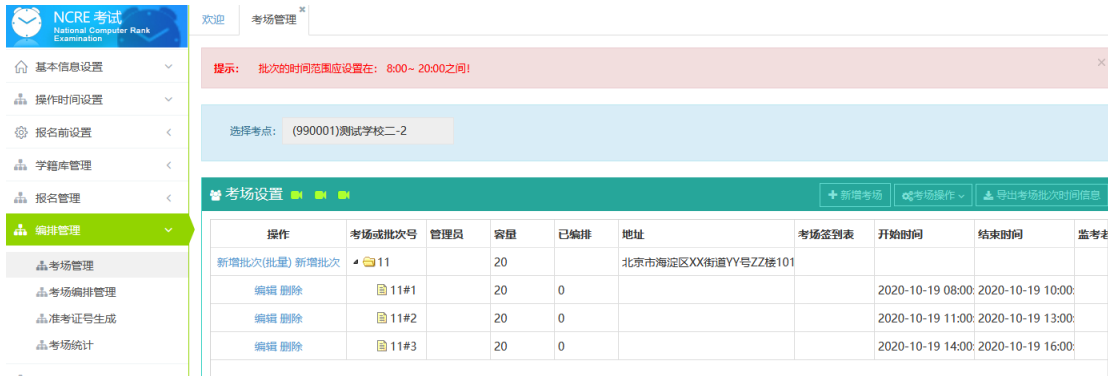 NCRE 考试
National Computer Rank
Examination
欢迎
考场管理
基本信息设置
操作时间设置
报名前设置
学籍库管理
报名管理
编排管理
考场管理
考场编排管理
准考证号生成
考场统计
提示： 批次的时间范围应设置在： 8:00~ 20:00之间!
选择考点： (990001)测试学校二-2
考场设置 新增考场 考场操作 导出考场批次时间信息
操作 考场或批次号 管理员 容量 已编排 地址 考场签到表 开始时间 结束时间 监考老
新增批次(批量) 新增批次 11 20 北京市海淀区XX街道YY号ZZ楼101
编辑 删除 11#1 20 0 2020-10-19 08:00: 2020-10-19 10:00:
编辑 删除 11#2 20 0 2020-10-19 11:00: 2020-10-19 13:00:
编辑 删除 11#3 20 0 2020-10-19 14:00: 2020-10-19 16:00: